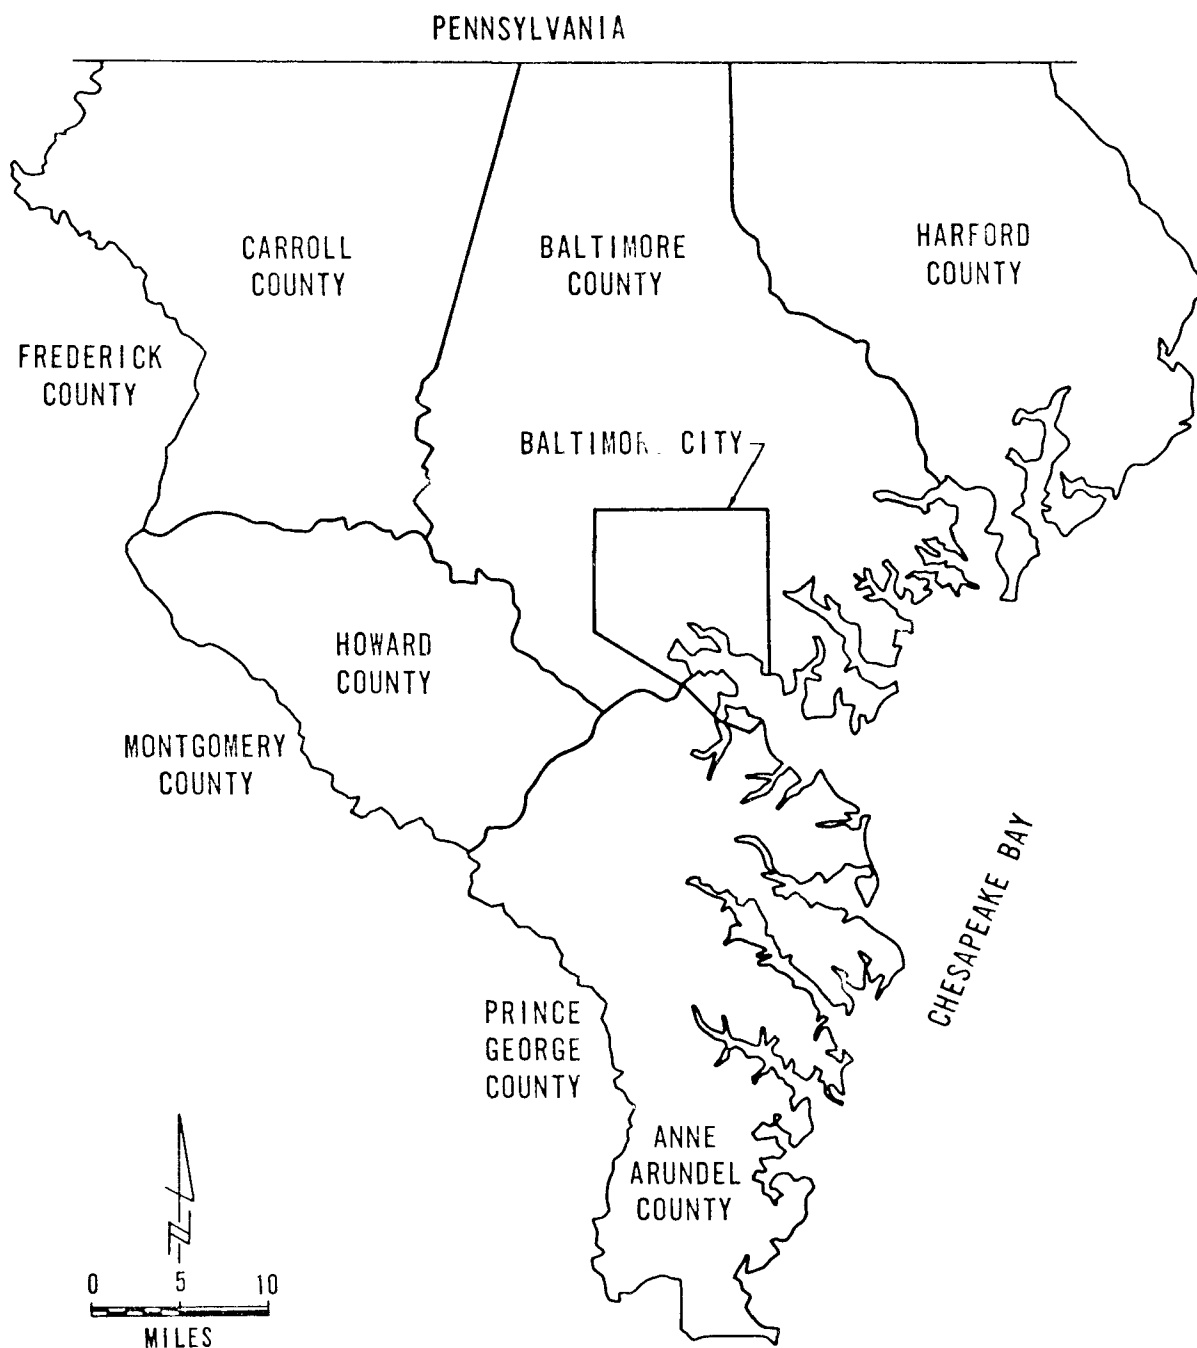 PENNSYLVANIA
CARROLL
COUNTY
BALTIMORE
COUNTY
HARFORD
COUNTY
FREDERICK
COUNTY
BALTIMOR. CITY
HOWARD
COUNTY
MONTGOMERY
COUNTY
CHESAPEAKE BAY
PRINCE
GEORGE
COUNTY
ANNE
ARUNDEL
COUNTY
N
0 5 10
MILES